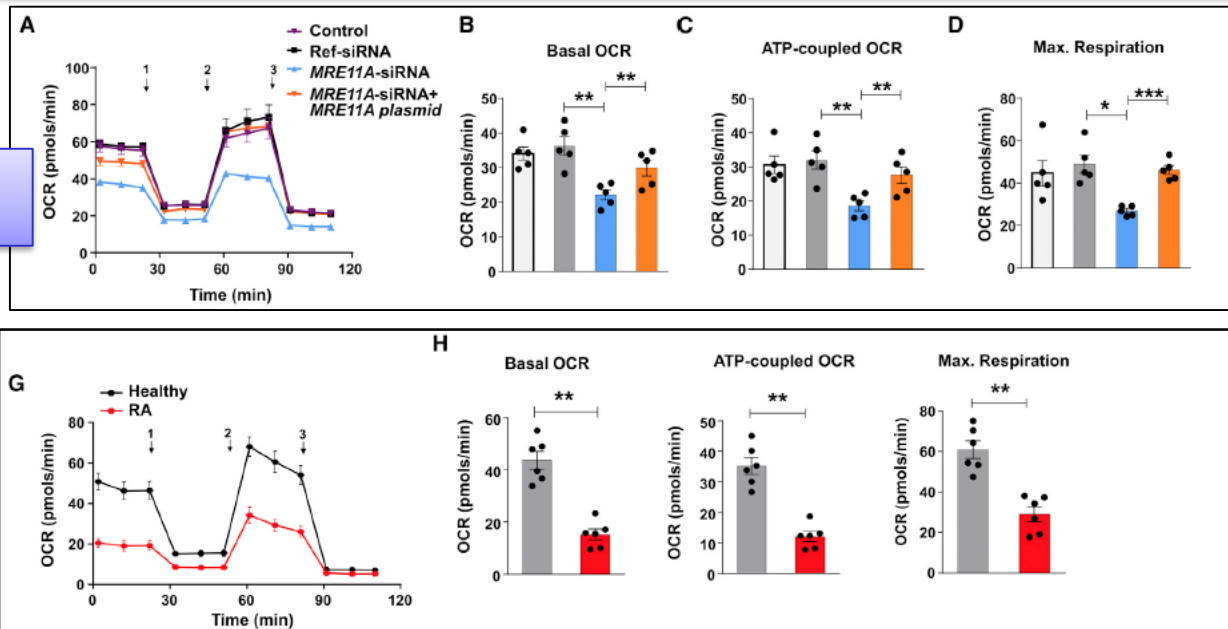 A
Control
Ref-siRNA
MRE11A-siRNA
MRE11A-siRNA+
MRE11A plasmid
1
2
3
OCR (pmols/min)
100
80
60
40
20
0
0
30
60
90
120
Time (min)
B
Basal OCR
**
**
OCR (pmols/min)
50
40
30
20
10
0
C
ATP-coupled OCR
**
**
OCR (pmols/min)
50
40
30
20
10
0
D
Max. Respiration
*
***
OCR (pmols/min)
80
60
40
20
0
G
Healthy
RA
1
2
3
OCR (pmols/min)
80
60
40
20
0
0
30
60
90
120
Time (min)
H
Basal OCR
**
OCR (pmols/min)
60
40
20
0
ATP-coupled OCR
**
OCR (pmols/min)
50
40
30
20
10
0
Max. Respiration
**
OCR (pmols/min)
80
60
40
20
0